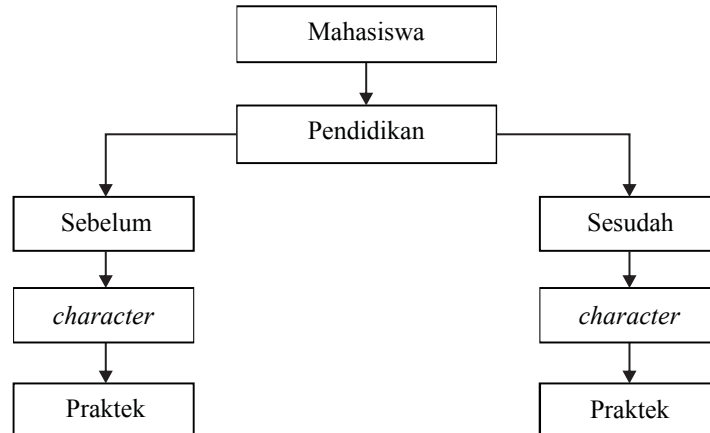 Mahasiswa
Pendidikan
Sebelum
Sesudah
character
character
Praktek
Praktek